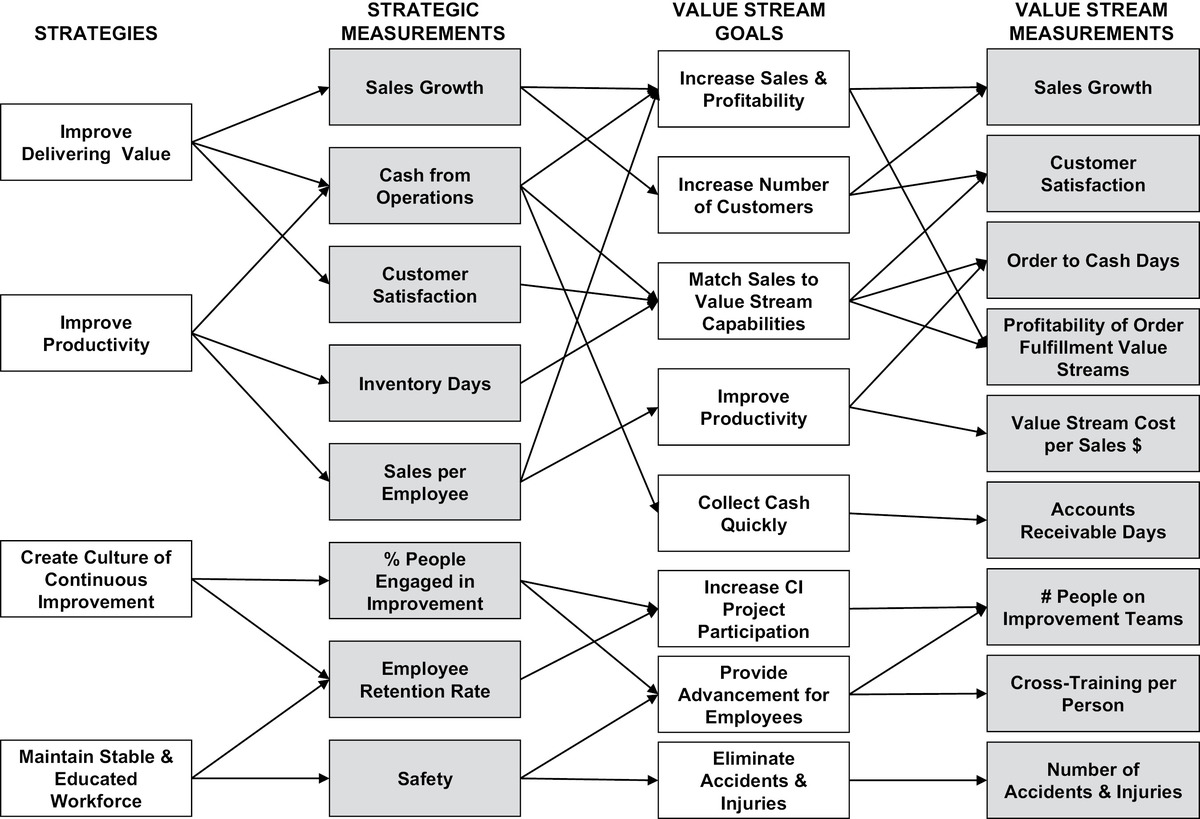 STRATEGIES
STRATEGIC
MEASUREMENTS
VALUE STREAM
GOALS
VALUE STREAM
MEASUREMENTS
Improve
Delivering Value
Improve
Productivity
Create Culture of
Continuous
Improvement
Maintain Stable &
Educated
Workforce
Sales Growth
Cash from
Operations
Customer
Satisfaction
Inventory Days
Sales per
Employee
% People
Engaged in
Improvement
Employee
Retention Rate
Safety
Increase Sales &
Profitability
Increase Number
of Customers
Match Sales to
Value Stream
Capabilities
Improve
Productivity
Collect Cash
Quickly
Increase CI
Project
Participation
Provide
Advancement for
Employees
Eliminate
Accidents &
Injuries
Sales Growth
Customer
Satisfaction
Order to Cash Days
Profitability of Order
Fulfillment Value
Streams
Value Stream Cost
per Sales $
Accounts
Receivable Days
# People on
Improvement Teams
Cross-Training per
Person
Number of
Accidents & Injuries